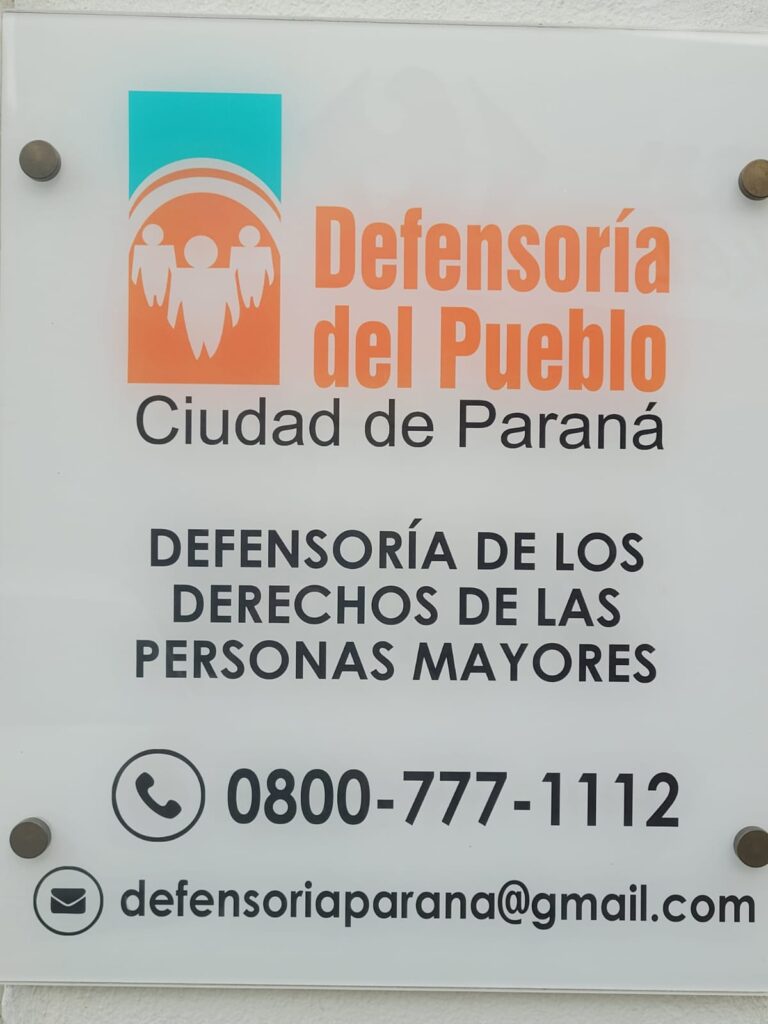 Defensoría
del Pueblo
Ciudad de Paraná
DEFENSORÍA DE LOS
DERECHOS DE LAS
PERSONAS MAYORES
0800-777-1112
defensoriaparana@gmail.com